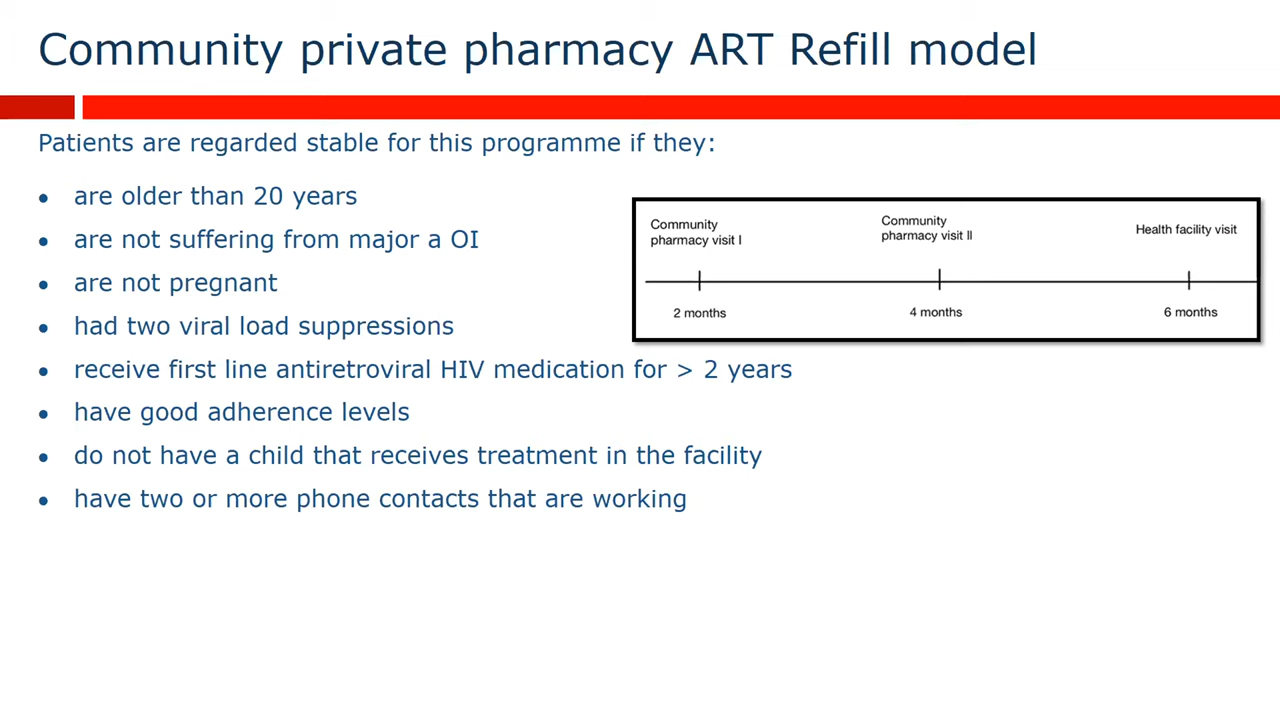 Community private pharmacy ART Refill model
Patients are regarded stable for this programme if they:
• are older than 20 years
• are not suffering from major a OI
• are not pregnant
• had two viral load suppressions
• receive first line antiretroviral HIV medication for > 2 years
• have good adherence levels
• do not have a child that receives treatment in the facility
• have two or more phone contacts that are working
Community
pharmacy visit I
Community
pharmacy visit II
Health facility visit
2 months
4 months
6 months